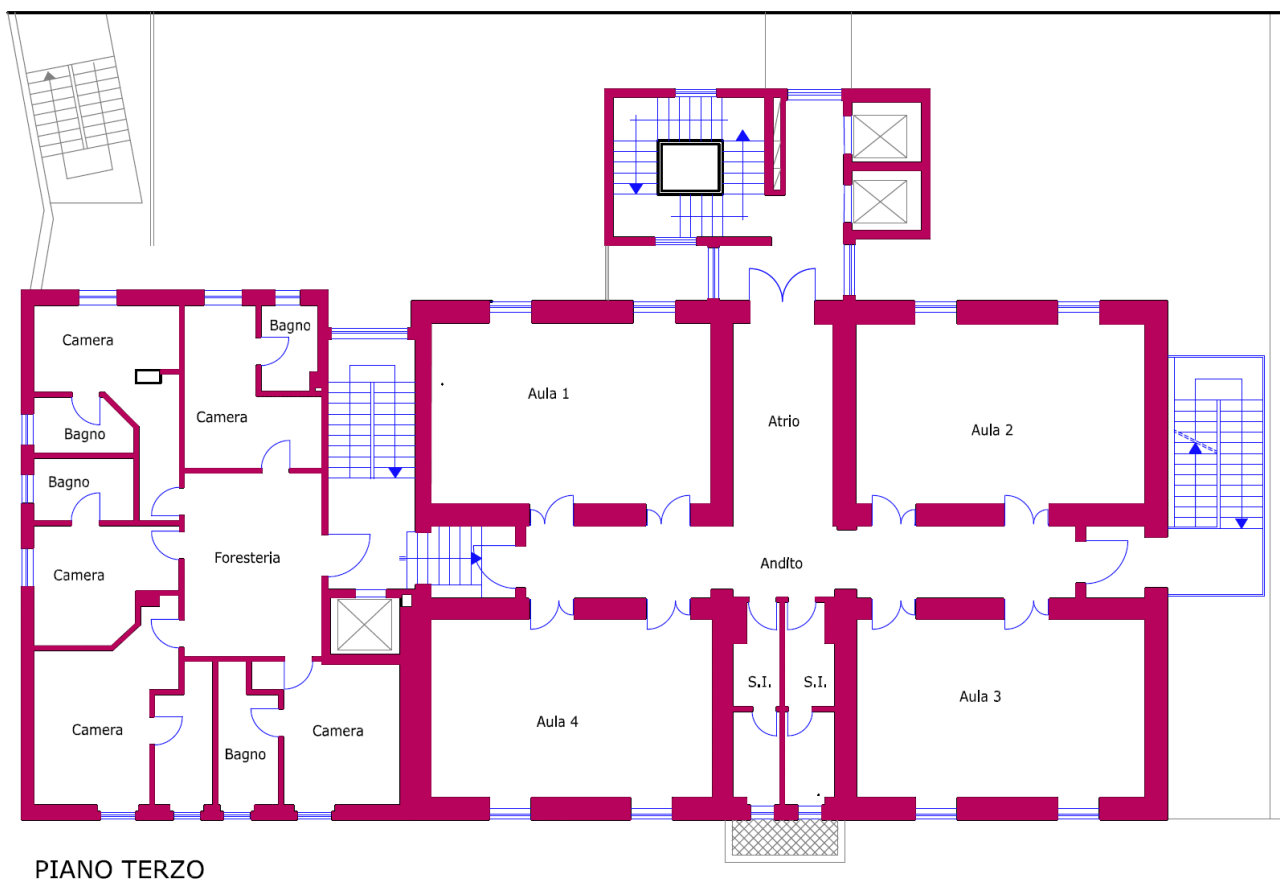 Bagno
Camera
Aula 1
Camera
Atrio
Aula 2
Bagno
Bagno
Foresteria
Andito
Camera
S.I.
S.I.
Aula 3
Aula 4
Camera
Camera
Bagno
PIANO TERZO